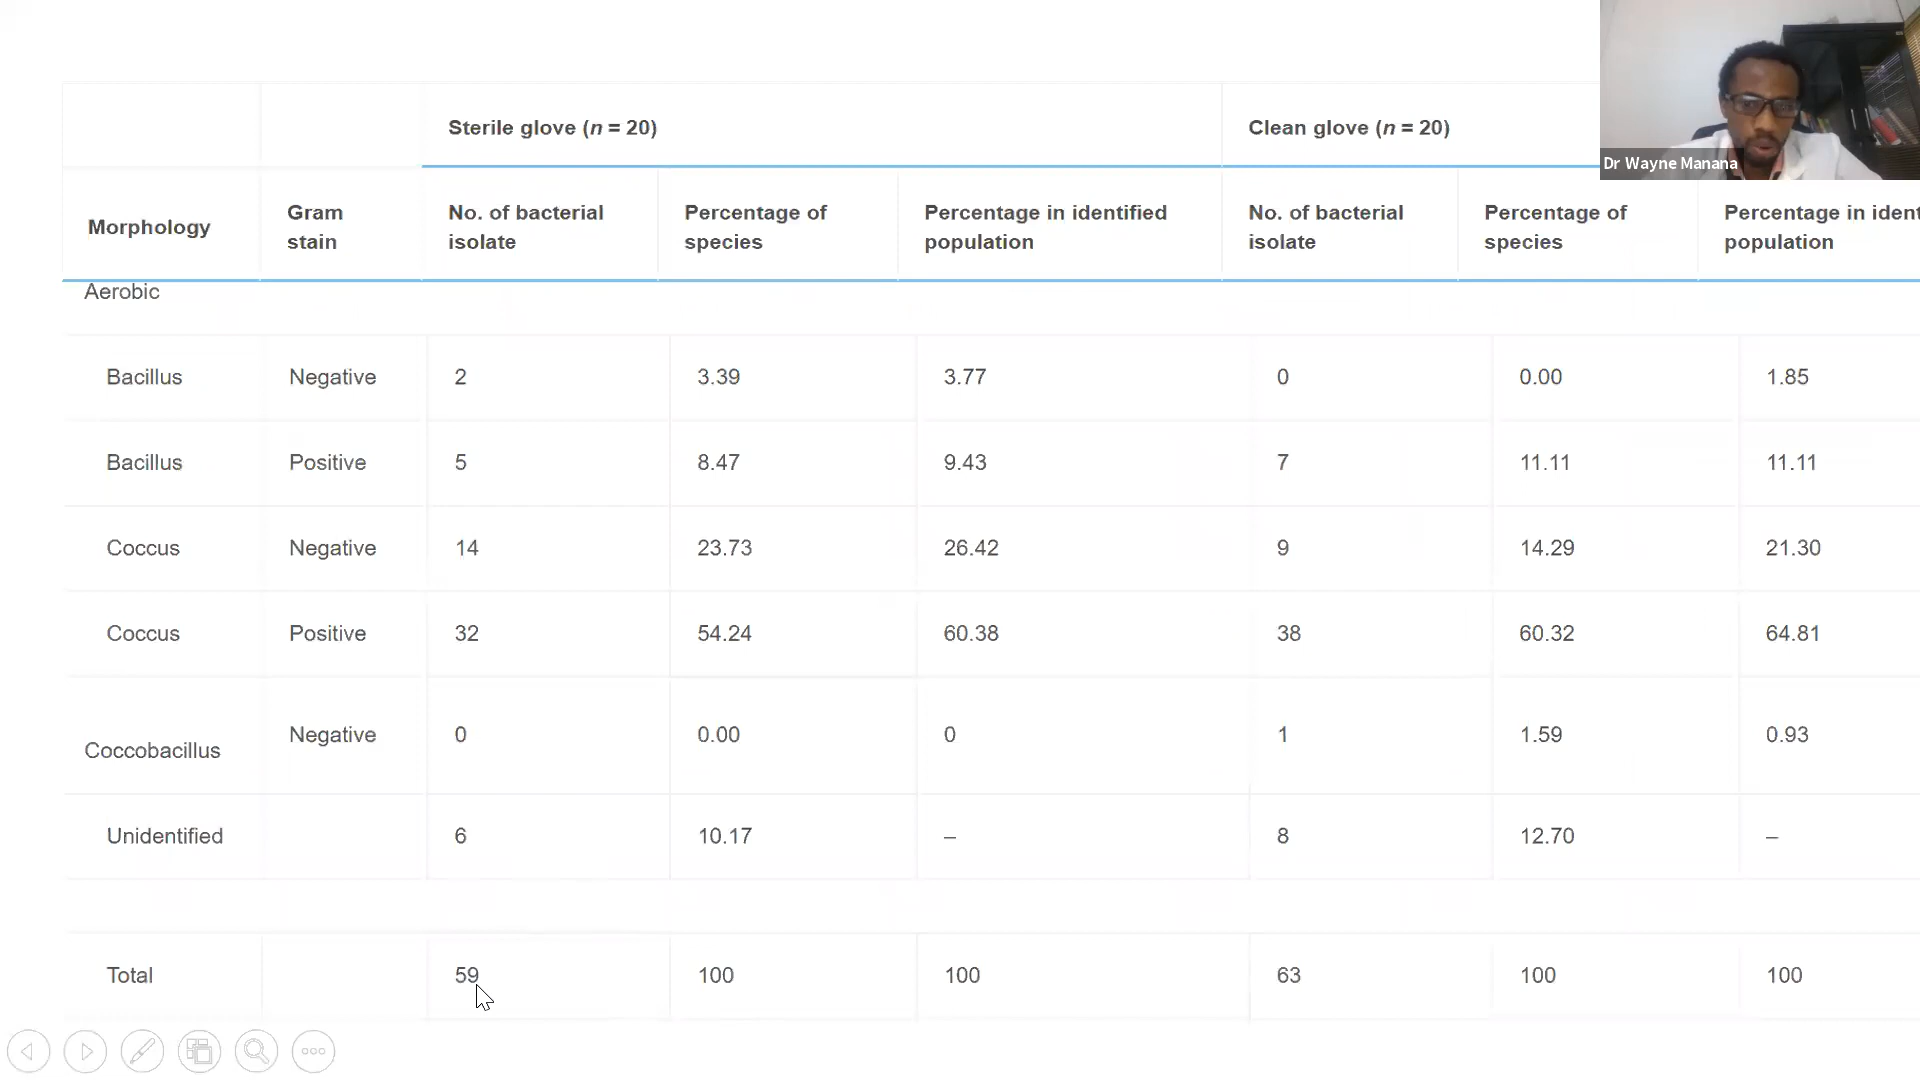 Sterile glove (n = 20) Clean glove (n = 20)
Dr Wayne Manana
Morphology Gram stain No. of bacterial isolate Percentage of species Percentage in identified population No. of bacterial isolate Percentage of species Percentage in ident population
Aerobic
Bacillus Negative 2 3.39 3.77 0 0.00 1.85
Bacillus Positive 5 8.47 9.43 7 11.11 11.11
Coccus Negative 14 23.73 26.42 9 14.29 21.30
Coccus Positive 32 54.24 60.38 38 60.32 64.81
Coccobacillus Negative 0 0.00 0 1 1.59 0.93
Unidentified 6 10.17 – 8 12.70 –
Total 59 100 100 63 100 100